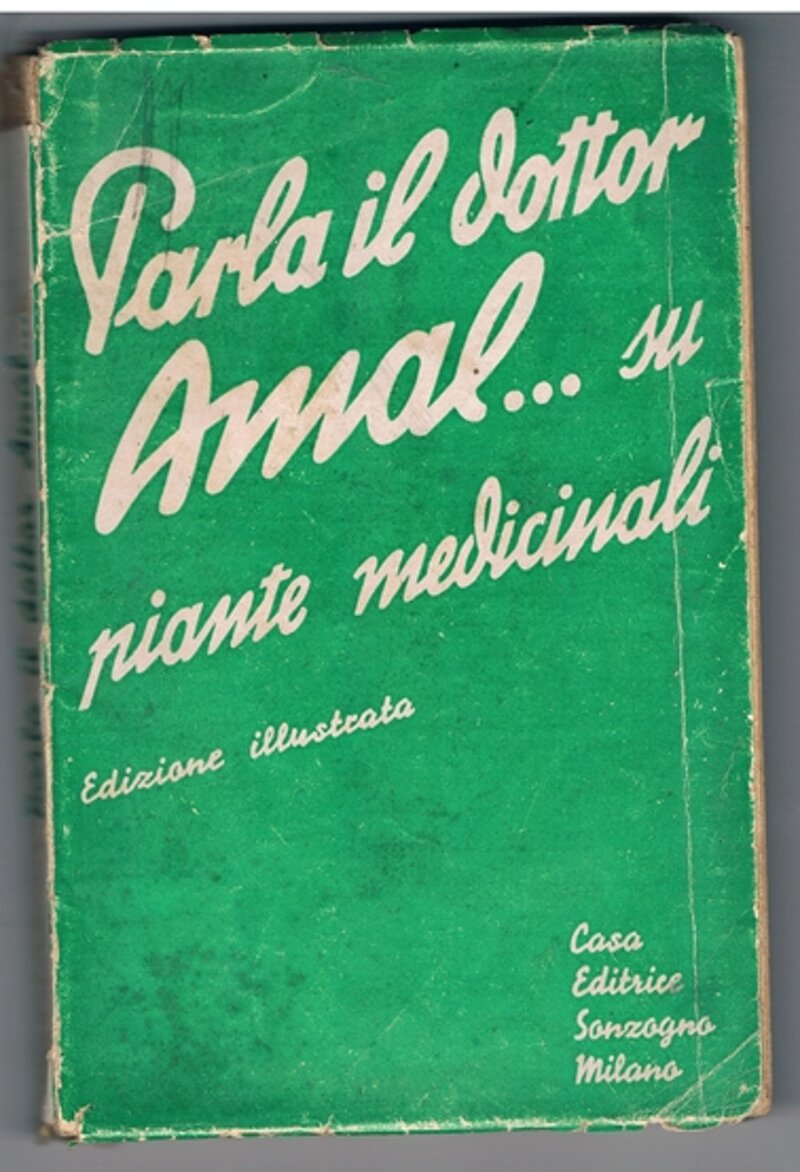 Parla il dottor
Amal... su
piante medicinali
Edizione illustrata
Casa
Editrice
Sonzogno
Milano